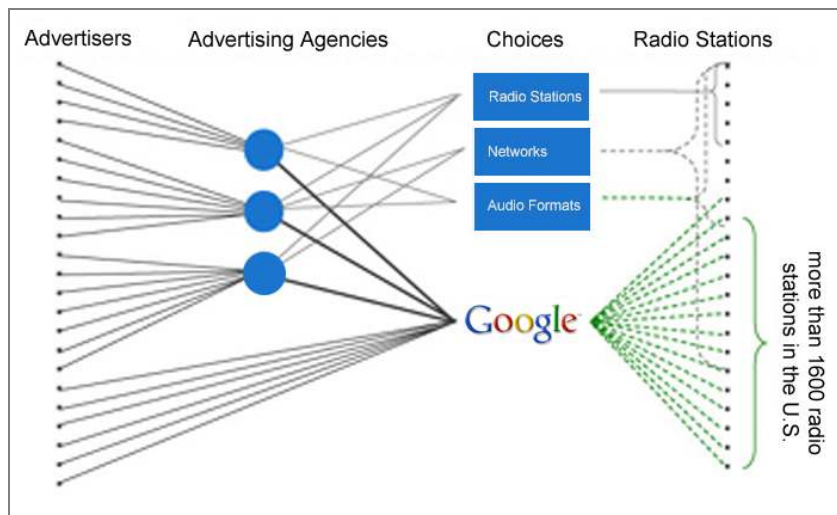 Advertisers
Advertising Agencies
Choices
Radio Stations
Radio Stations
Networks
Audio Formats
Google
more than 1600 radio
stations in the U.S.